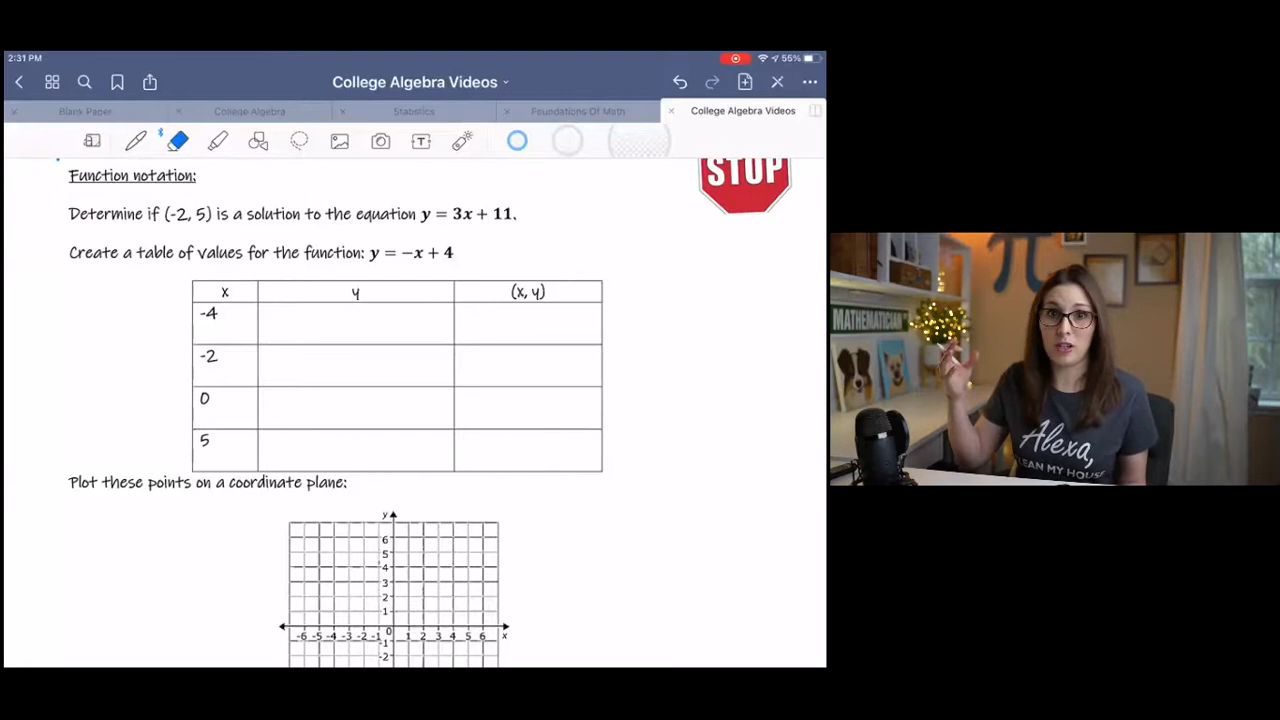 2:31 PM
55%
College Algebra Videos
Blank Paper
College Algebra
Statistics
Foundations Of Math
College Algebra Videos
T
Function notation:
STOP
Determine if (-2, 5) is a solution to the equation y = 3x + 11.
Create a table of values for the function: y = −x + 4
x y (x, y)
-4
-2
0
5
Plot these points on a coordinate plane:
y
6
5
4
3
2
1
0
-6 -5 -4 -3 -2 -1 1 2 3 4 5 6 x
-1
-2
MATHEMATICIAN
Alexa,
LEAN MY HOUSE